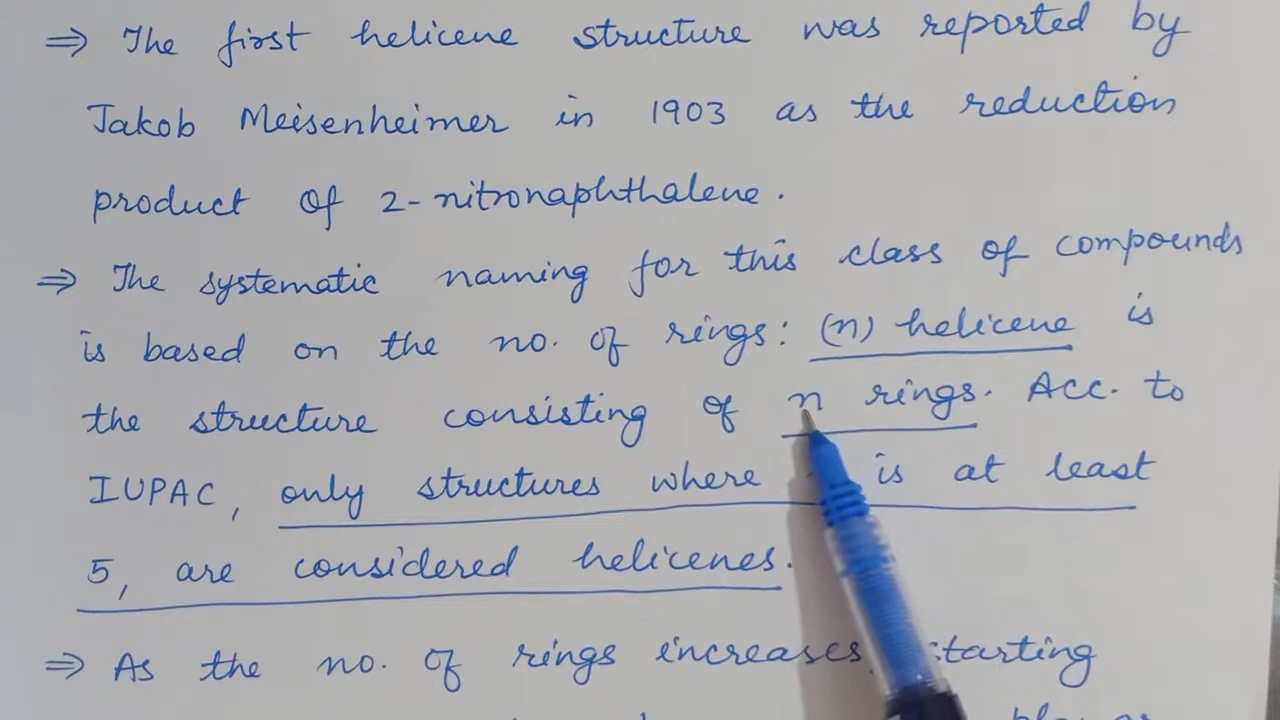 ⇒ The first helicene structure was reported by
Jakob Meisenheimer in 1903 as the reduction
product of 2-nitronaphthalene.
⇒ The systematic naming for this class of compounds
is based on the no. of rings: (n) helicene is
the structure consisting of n rings. Acc. to
IUPAC, only structures where is at least
5, are considered helicenes.
⇒ As the no. of rings increases, starting